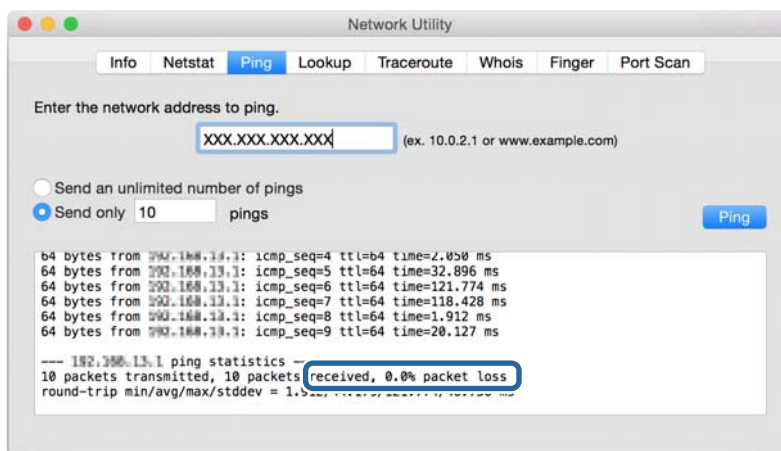 Network Utility
Info Netstat Ping Lookup Traceroute Whois Finger Port Scan
Enter the network address to ping.
XXX.XXX.XXX.XXX (ex. 10.0.2.1 or www.example.com)
Send an unlimited number of pings
Send only 10 pings
Ping
64 bytes from icmp_seq=4 ttl=64 time=2.050 ms
64 bytes from icmp_seq=5 ttl=64 time=32.896 ms
64 bytes from icmp_seq=6 ttl=64 time=121.774 ms
64 bytes from icmp_seq=7 ttl=64 time=118.428 ms
64 bytes from icmp_seq=8 ttl=64 time=1.912 ms
64 bytes from icmp_seq=9 ttl=64 time=20.127 ms
--- ping statistics --
10 packets transmitted, 10 packets received, 0.0% packet loss
round-trip min/avg/max/stddev = ms